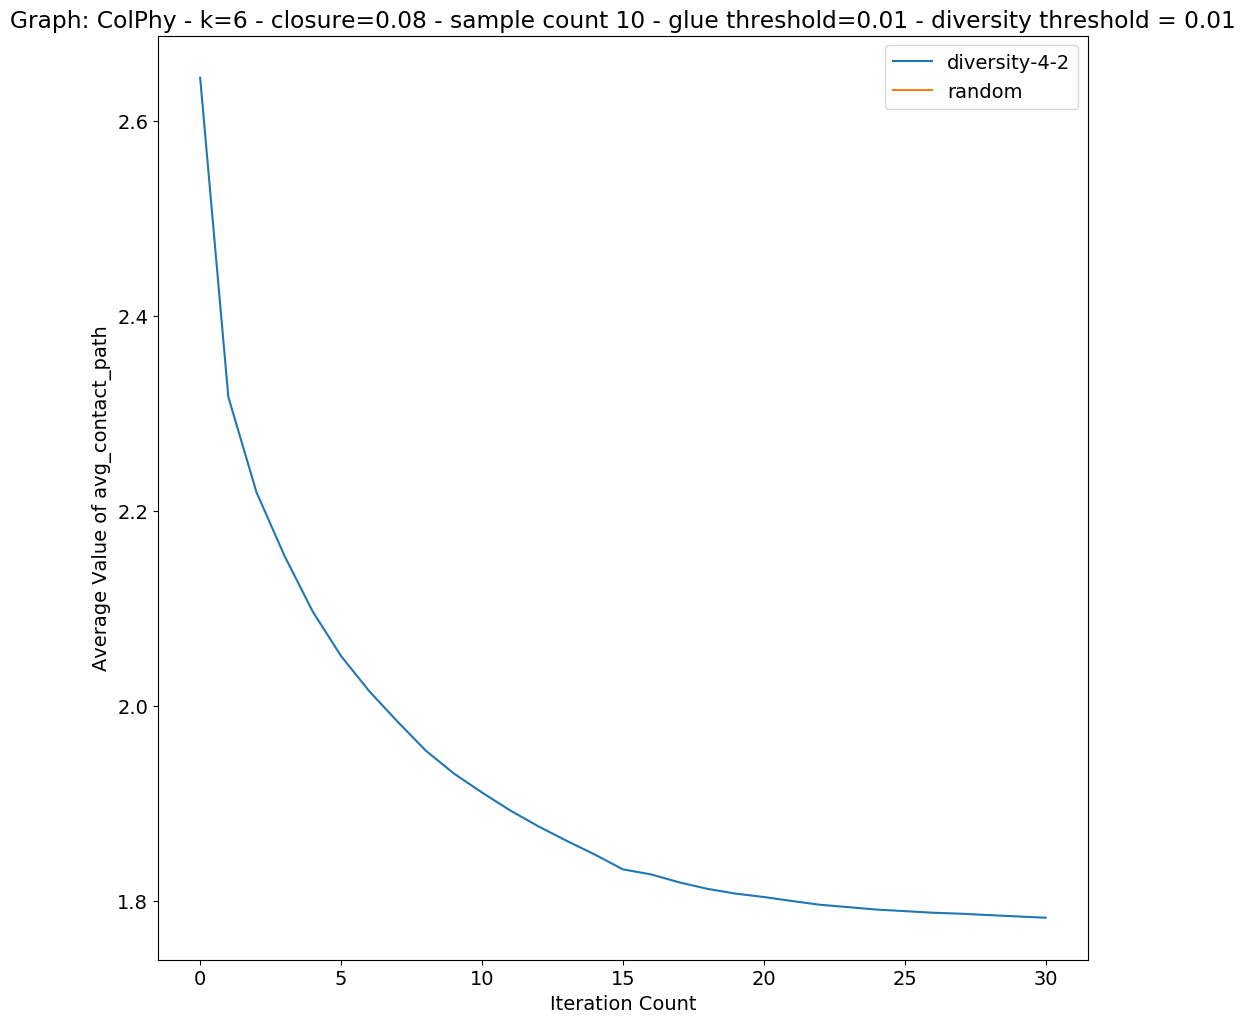 Graph: ColPhy - k=6 - closure=0.08 - sample count 10 - glue threshold=0.01 - diversity threshold = 0.01
diversity-4-2
random
2.6
2.4
2.2
2.0
1.8
Average Value of avg_contact_path
0 5 10 15 20 25 30
Iteration Count